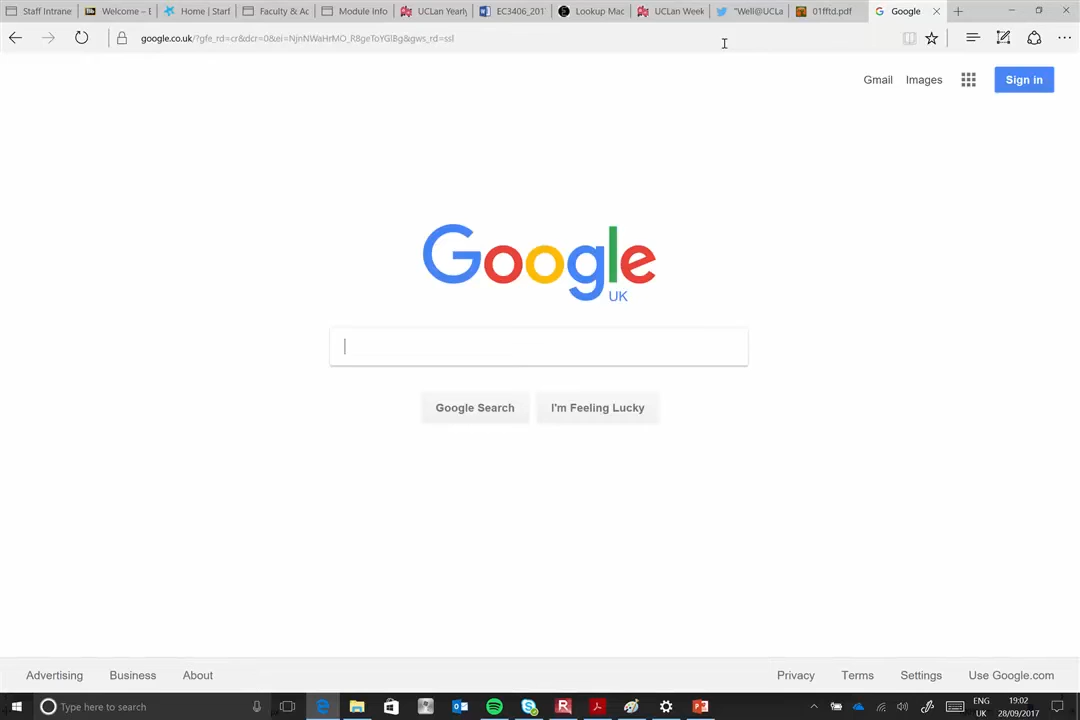 Staff Intrane
Welcome – E
Home | Starf
Faculty & Ac
Module Info
UCLan Yearly
EC3406_201
Lookup Mac
UCLan Week
"Well@UCLa
01fftd.pdf
Google
google.co.uk/?gfe_rd=cr&dcr=0&ei=NjnNWaHrMO_R8geToYGIBg&gws_rd=ssl
Gmail Images Sign in
Google
UK
Google Search I'm Feeling Lucky
Advertising Business About Privacy Terms Settings Use Google.com
Type here to search
ENG 19:02
UK 28/09/2017